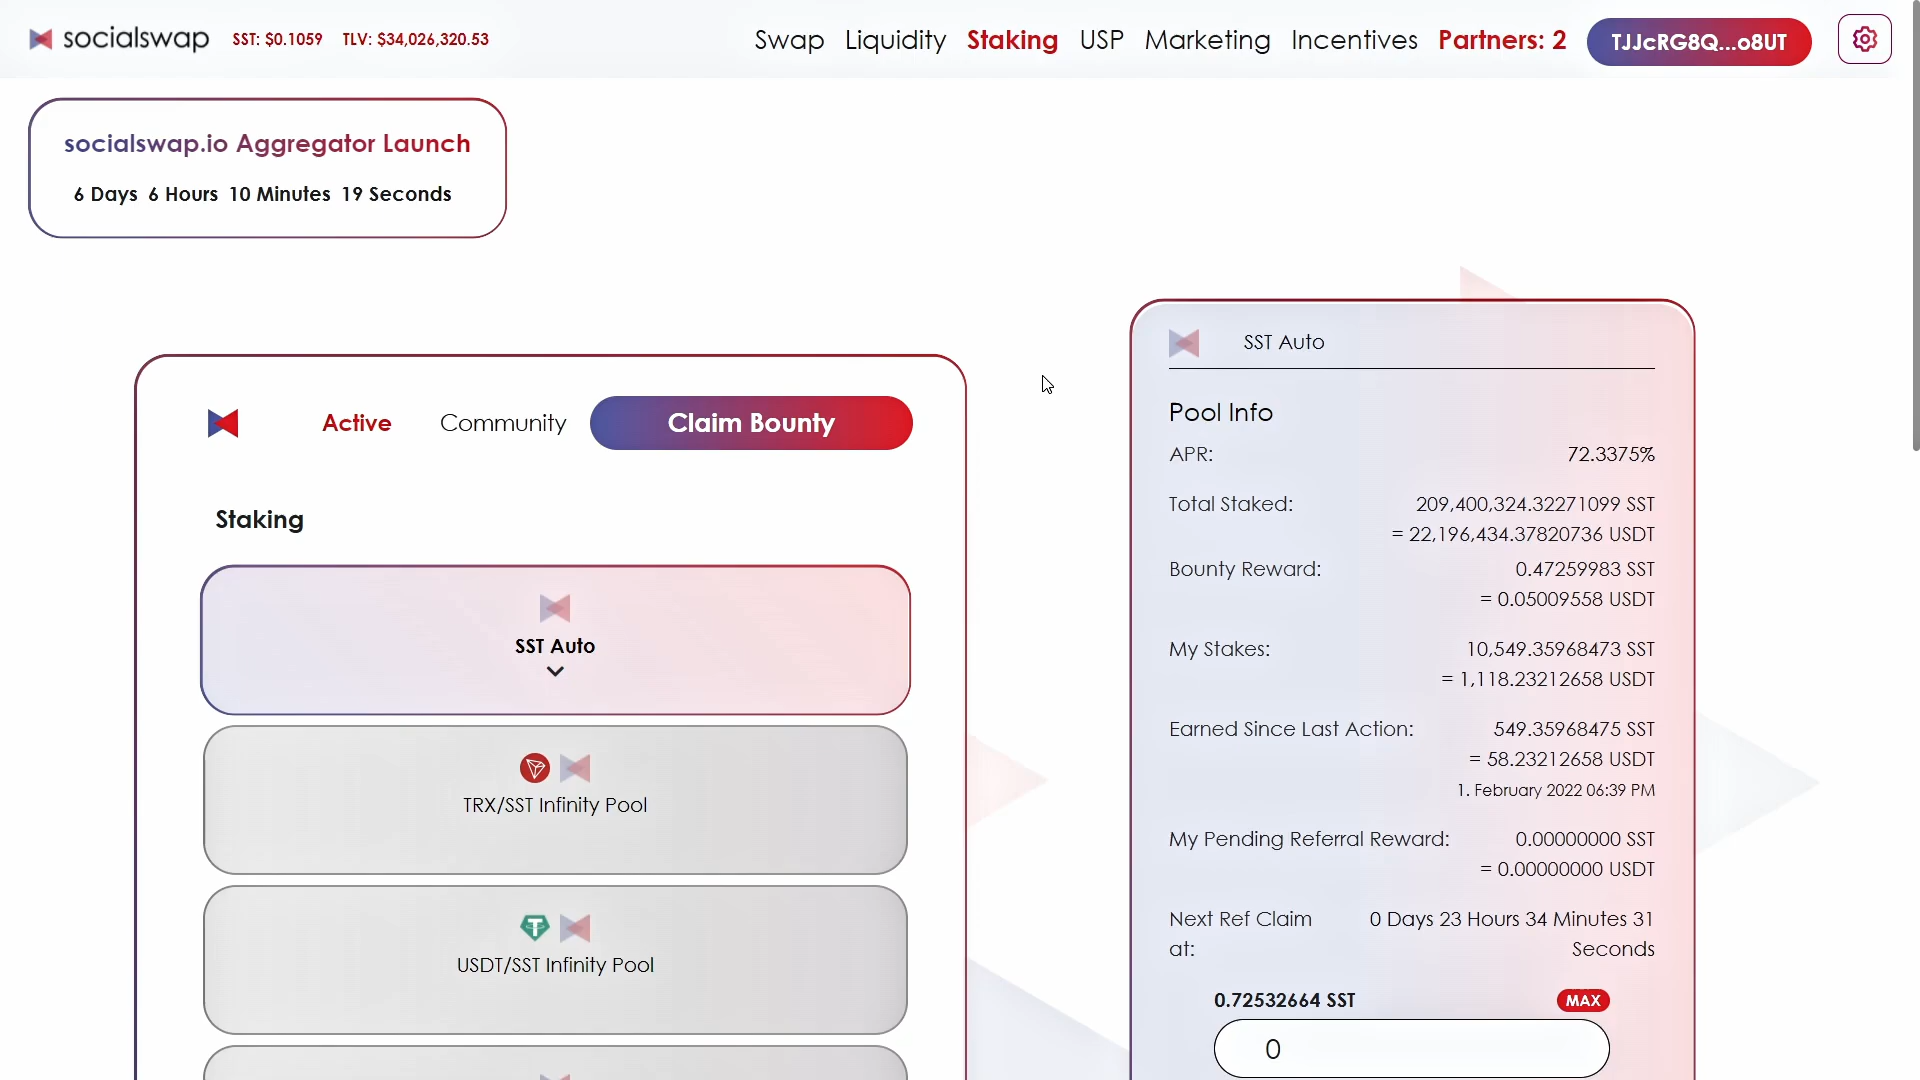 socialswap SST: $0.1059 TLV: $34,026,320.53 Swap Liquidity Staking USP Marketing Incentives Partners: 2 TJJcRG8Q...o8UT
socialswap.io Aggregator Launch
6 Days 6 Hours 10 Minutes 19 Seconds
Active Community Claim Bounty
Staking
SST Auto
TRX/SST Infinity Pool
USDT/SST Infinity Pool
SST Auto
Pool Info
APR: 72.3375%
Total Staked: 209,400,324.32271099 SST
= 22,196,434.37820736 USDT
Bounty Reward: 0.47259983 SST
= 0.05009558 USDT
My Stakes: 10,549.35968473 SST
= 1,118.23212658 USDT
Earned Since Last Action: 549.35968475 SST
= 58.23212658 USDT
1. February 2022 06:39 PM
My Pending Referral Reward: 0.00000000 SST
= 0.00000000 USDT
Next Ref Claim 0 Days 23 Hours 34 Minutes 31
at: Seconds
0.72532664 SST MAX
0